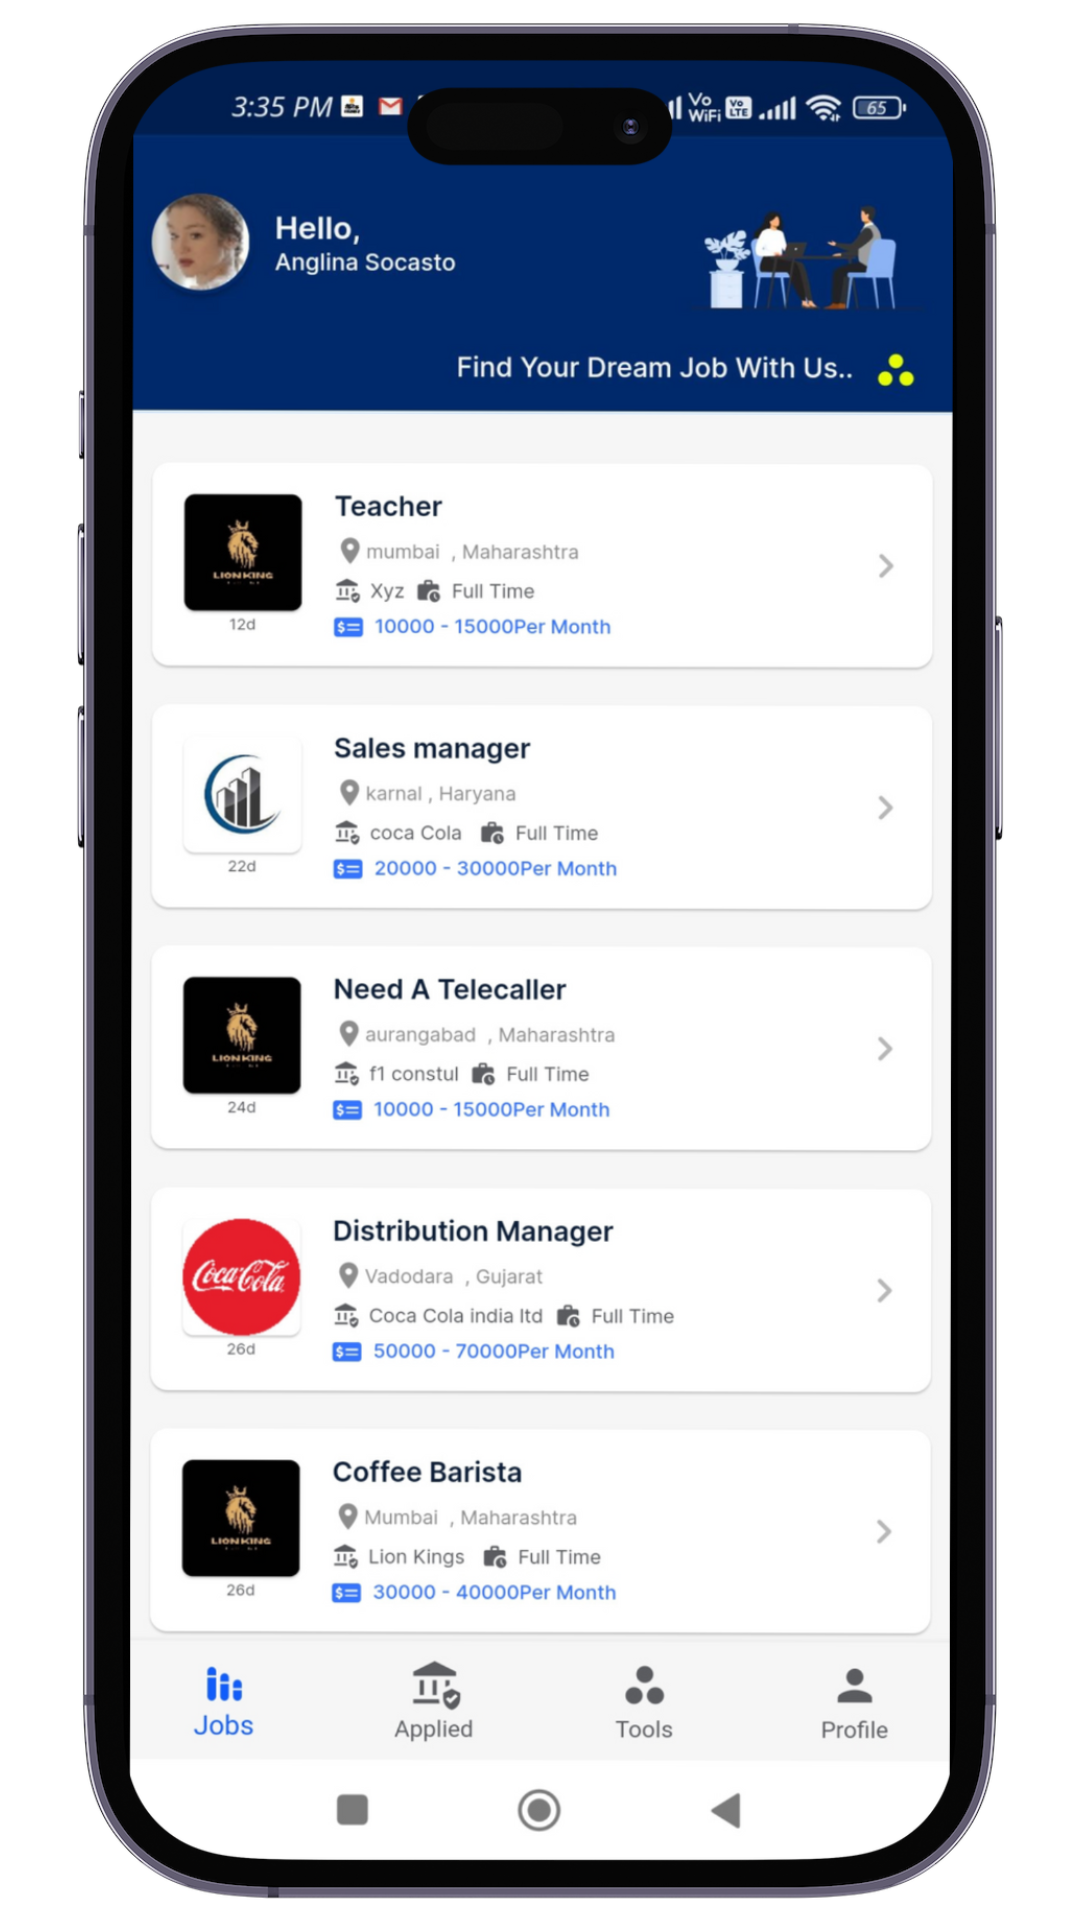 3:35 PM
Vo
WiFi
Vo
LTE
65
Hello,
Anglina Socasto
Find Your Dream Job With Us..
LION KING
12d
Teacher
mumbai , Maharashtra
Xyz Full Time
10000 - 15000Per Month
22d
Sales manager
karnal , Haryana
coca Cola Full Time
20000 - 30000Per Month
LION KING
24d
Need A Telecaller
aurangabad , Maharashtra
f1 constul Full Time
10000 - 15000Per Month
Coca-Cola
26d
Distribution Manager
Vadodara , Gujarat
Coca Cola india ltd Full Time
50000 - 70000Per Month
LION KING
26d
Coffee Barista
Mumbai , Maharashtra
Lion Kings Full Time
30000 - 40000Per Month
Jobs
Applied
Tools
Profile